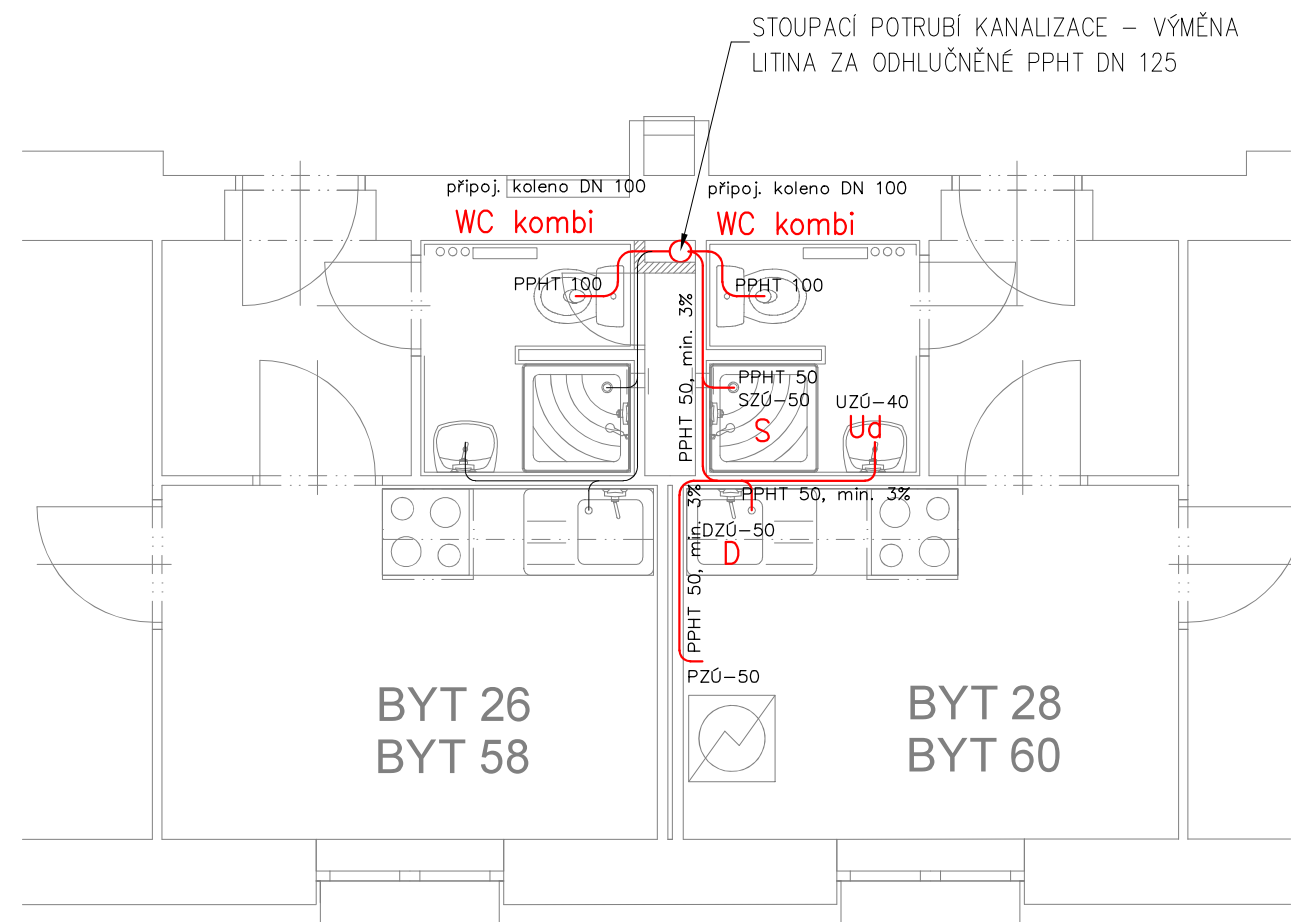 STOUPACÍ POTRUBÍ KANALIZACE – VÝMĚNA
LITINA ZA ODHLUČNĚNÉ PPHT DN 125
připoj. koleno DN 100
připoj. koleno DN 100
WC kombi
WC kombi
PPHT 100
PPHT 100
PPHT 50, min. 3%
PPHT 50
SZÚ–50
UZÚ–40
S
Ud
PPHT 50, min. 3%
PPHT 50, min. 3%
DZÚ–50
D
PZÚ–50
BYT 26
BYT 58
BYT 28
BYT 60